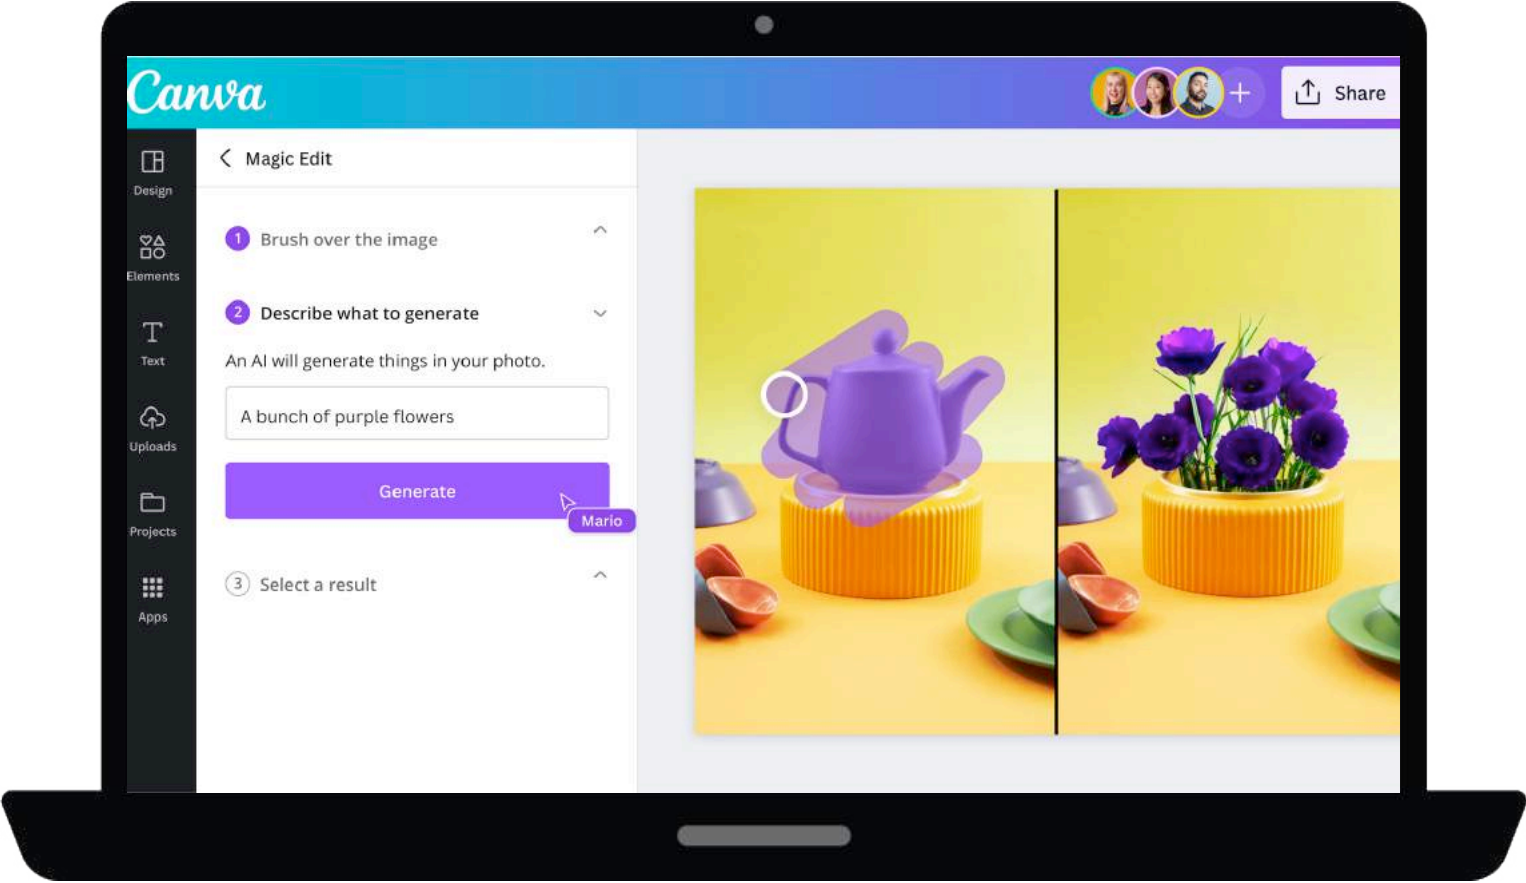 Canva
Share
Design
Elements
Text
Uploads
Projects
Apps
Magic Edit
1 Brush over the image
2 Describe what to generate
An AI will generate things in your photo.
A bunch of purple flowers
Generate
Mario
3 Select a result